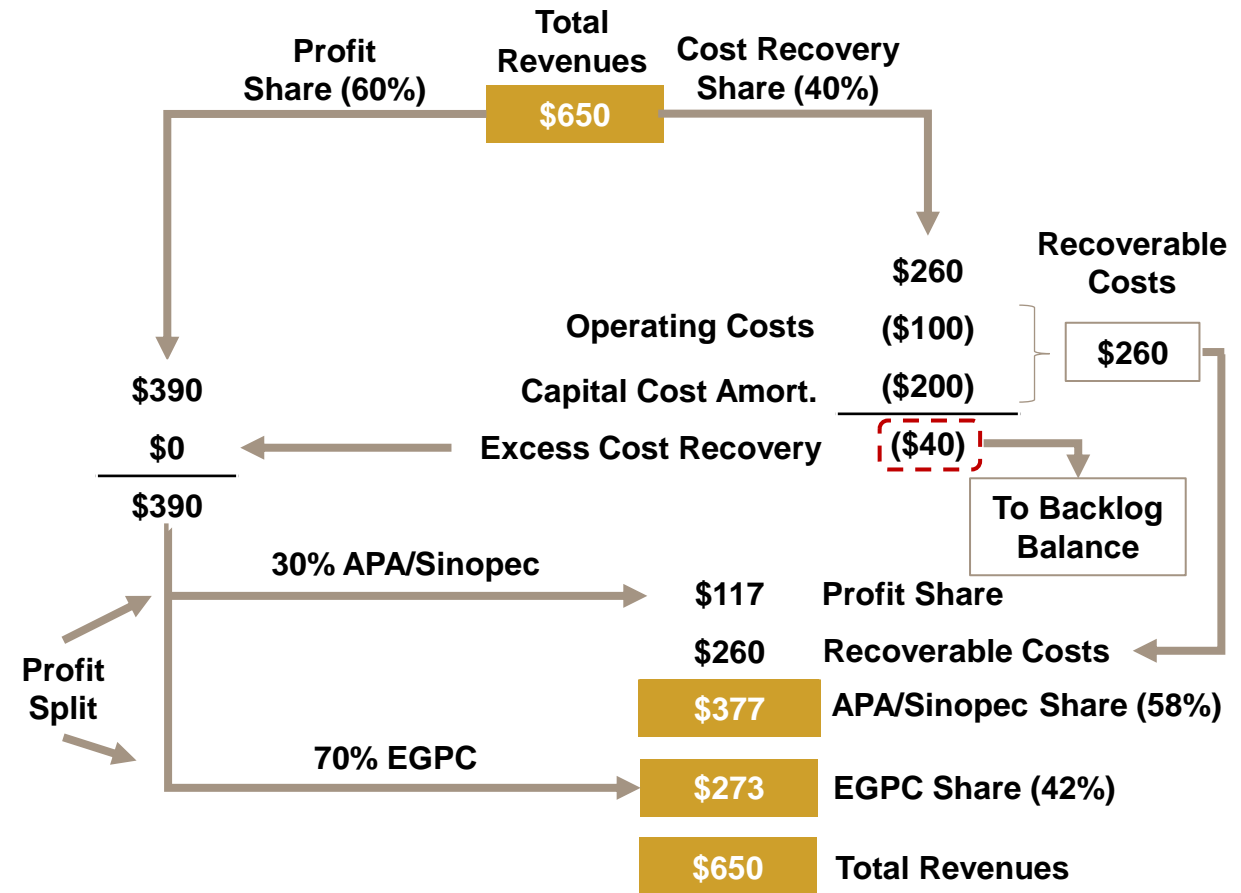 Total
Revenues
$650
Profit
Share (60%)
Cost Recovery
Share (40%)
$260
Operating Costs ($100)
Capital Cost Amort. ($200)
Excess Cost Recovery ($40)
Recoverable
Costs
$260
To Backlog
Balance
$390
$0
$390
30% APA/Sinopec
$117 Profit Share
$260 Recoverable Costs
$377 APA/Sinopec Share (58%)
Profit
Split
70% EGPC
$273 EGPC Share (42%)
$650 Total Revenues